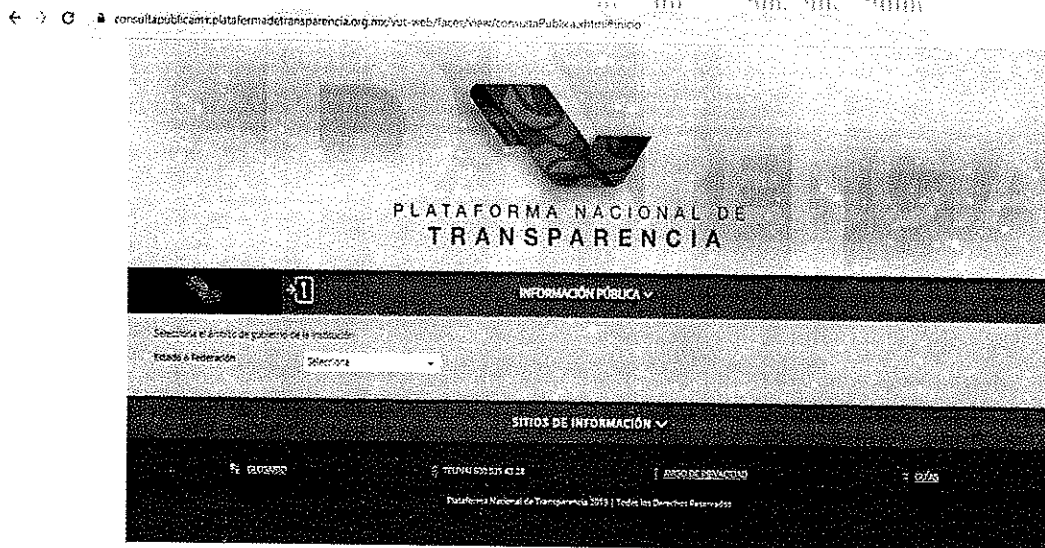 consultapublicamx.plataformadetransparencia.org.mx/vut-web/faces/view/consultaPublica.xhtml#inicio
PLATAFORMA NACIONAL DE
TRANSPARENCIA
INFORMACIÓN PÚBLICA
Selecciona el ámbito de gobierno de la institución
Estado o Federación
Selecciona
SITIOS DE INFORMACIÓN
GLOSARIO
AVISO DE PRIVACIDAD
GUÍAS
Plataforma Nacional de Transparencia 2018 | Todos los Derechos Reservados